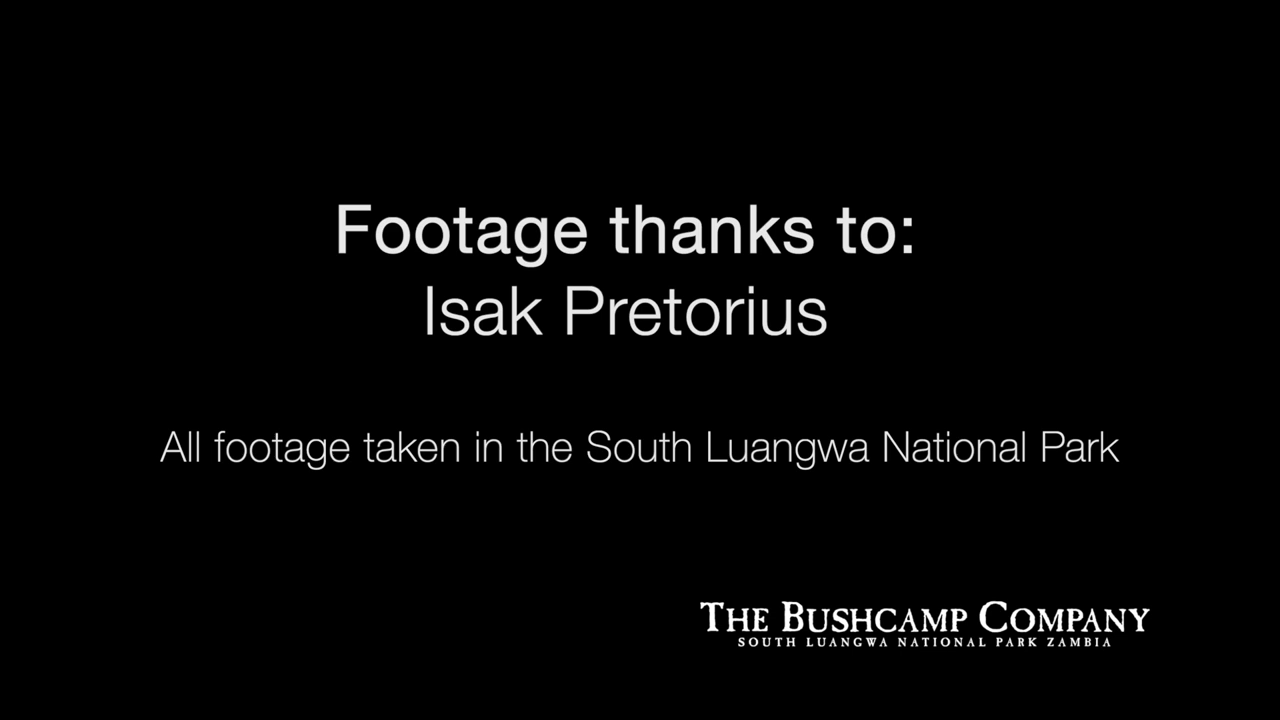 Footage thanks to:
Isak Pretorius
All footage taken in the South Luangwa National Park
THE BUSHCAMP COMPANY
SOUTH LUANGWA NATIONAL PARK ZAMBIA